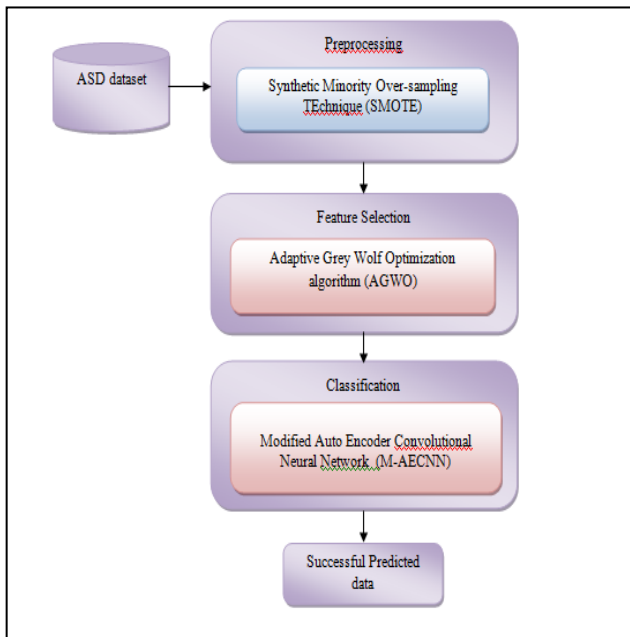 Preprocessing
ASD dataset
Synthetic Minority Over-sampling
TEchnique (SMOTE)
Feature Selection
Adaptive Grey Wolf Optimization
algorithm (AGWO)
Classification
Modified Auto Encoder Convolutional
Neural Network (M-AECNN)
Successful Predicted
data